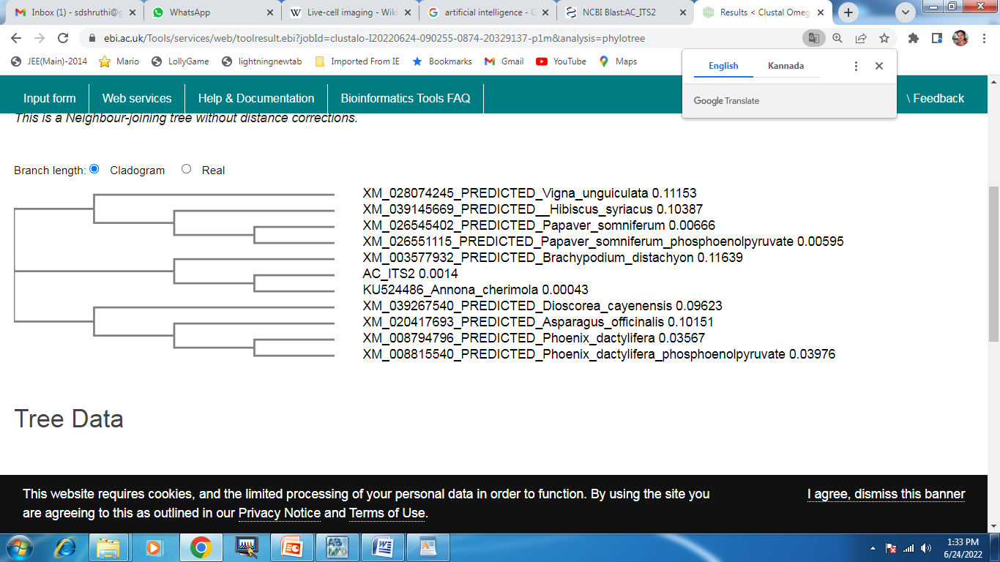 Inbox (1) - sdshruthi@g
WhatsApp
Live-cell imaging - Wiki
artificial intelligence - G
NCBI Blast:AC_ITS2
Results < Clustal Omeg
ebi.ac.uk/Tools/services/web/toolresult.ebi?jobId=clustalo-I20220624-090255-0874-20329137-p1m&analysis=phylotree
JEE(Main)-2014 Mario LollyGame lightningnewtab Imported From IE Bookmarks Gmail YouTube Maps
English Kannada
Google Translate
Input form Web services Help & Documentation Bioinformatics Tools FAQ \ Feedback
This is a Neighbour-joining tree without distance corrections.
Branch length: Cladogram Real
XM_028074245_PREDICTED_Vigna_unguiculata 0.11153
XM_039145669_PREDICTED__Hibiscus_syriacus 0.10387
XM_026545402_PREDICTED_Papaver_somniferum 0.00666
XM_026551115_PREDICTED_Papaver_somniferum_phosphoenolpyruvate 0.00595
XM_003577932_PREDICTED_Brachypodium_distachyon 0.11639
AC_ITS2 0.0014
KU524486_Annona_cherimola 0.00043
XM_039267540_PREDICTED_Dioscorea_cayenensis 0.09623
XM_020417693_PREDICTED_Asparagus_officinalis 0.10151
XM_008794796_PREDICTED_Phoenix_dactylifera 0.03567
XM_008815540_PREDICTED_Phoenix_dactylifera_phosphoenolpyruvate 0.03976
Tree Data
This website requires cookies, and the limited processing of your personal data in order to function. By using the site you
are agreeing to this as outlined in our Privacy Notice and Terms of Use.
I agree, dismiss this banner
1:33 PM
6/24/2022